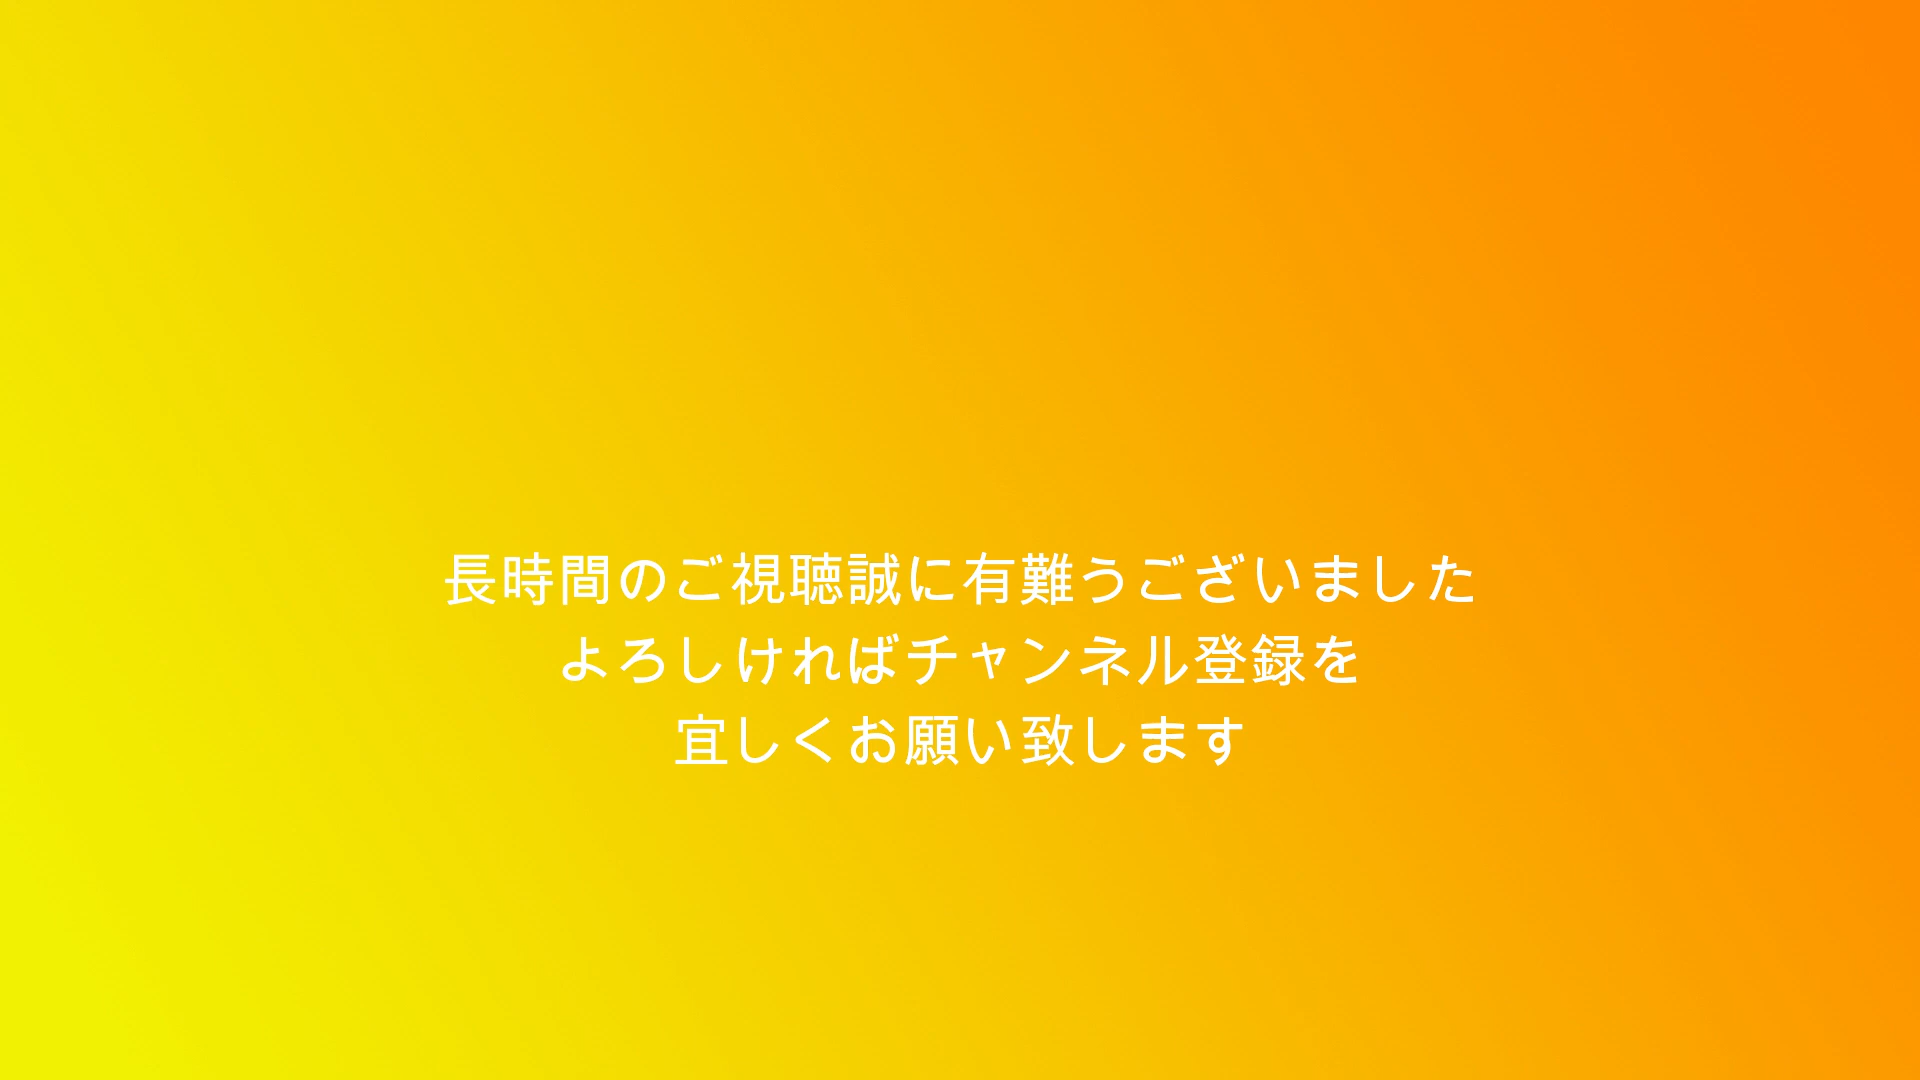 長時間のご視聴誠に有難うございました
よろしければチャンネル登録を
宜しくお願い致します